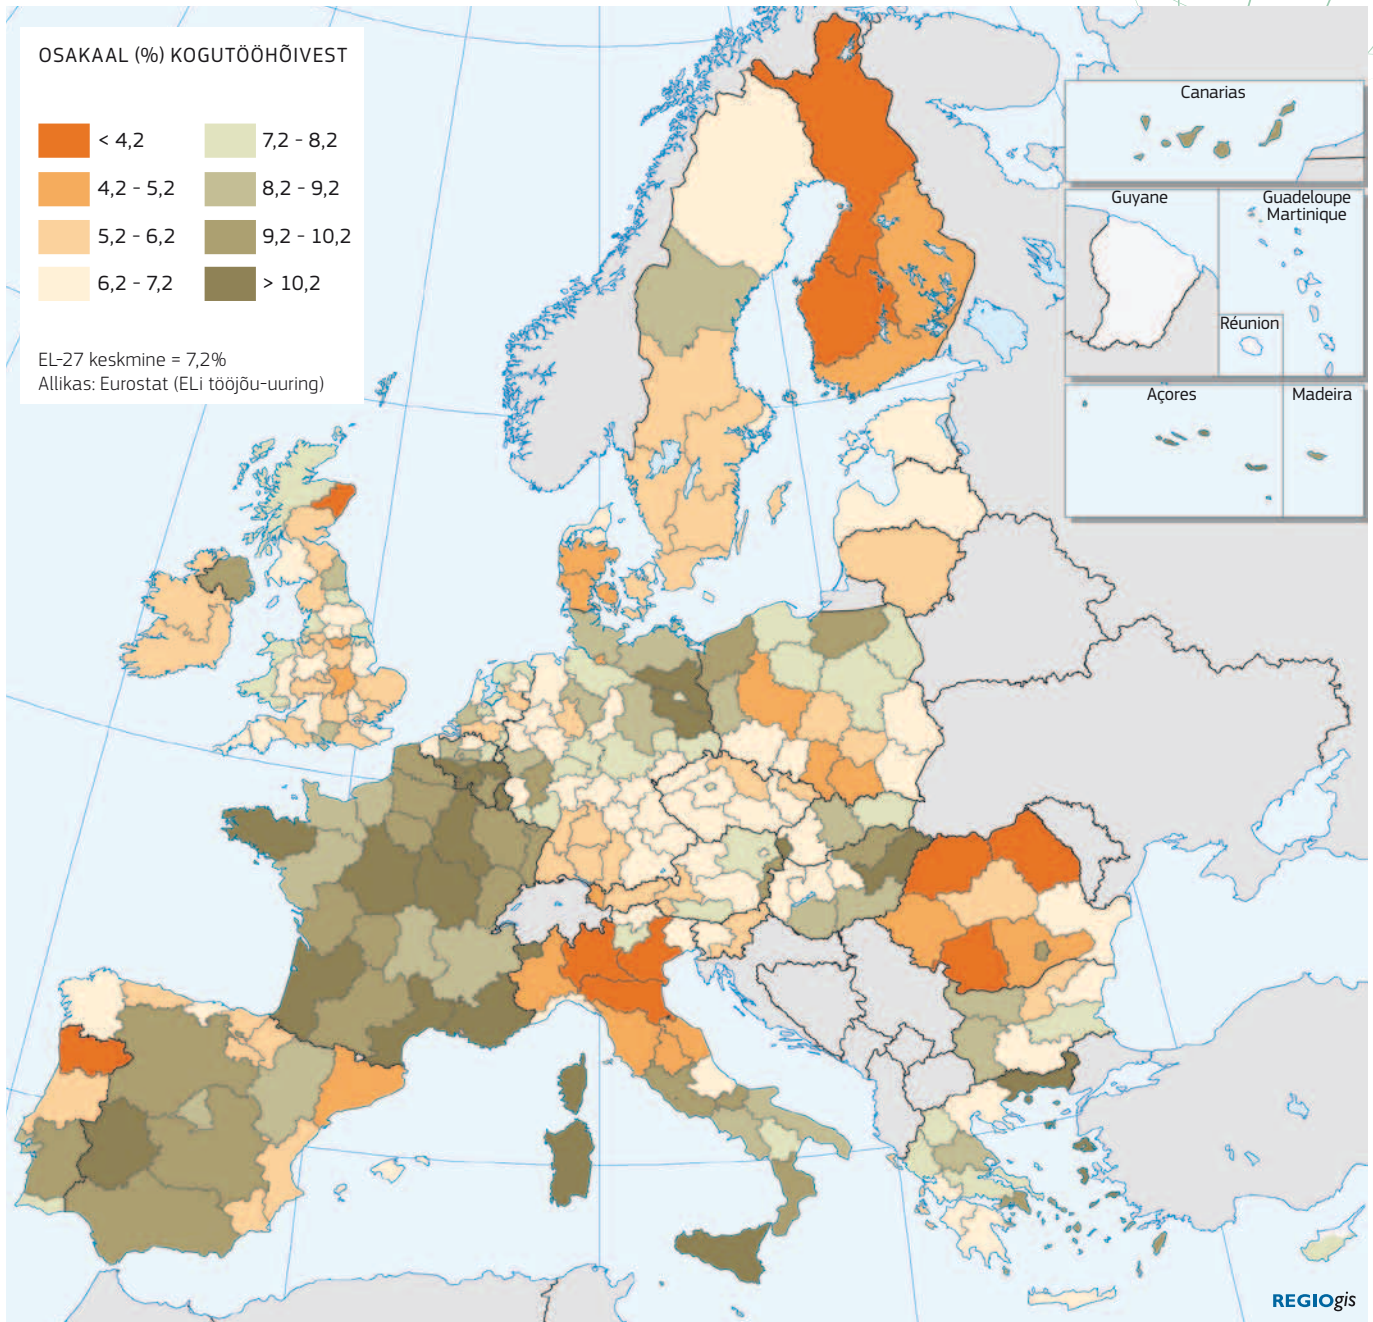 OSAKAAL (%) KOGUTÖÖHÕIVEST
< 4,2
4,2 - 5,2
5,2 - 6,2
6,2 - 7,2
7,2 - 8,2
8,2 - 9,2
9,2 - 10,2
> 10,2
EL-27 keskmine = 7,2%
Allikas: Eurostat (ELi tööjõu-uuring)
Canarias
Guyane
Guadeloupe
Martinique
Réunion
Açores
Madeira
REGIOgis